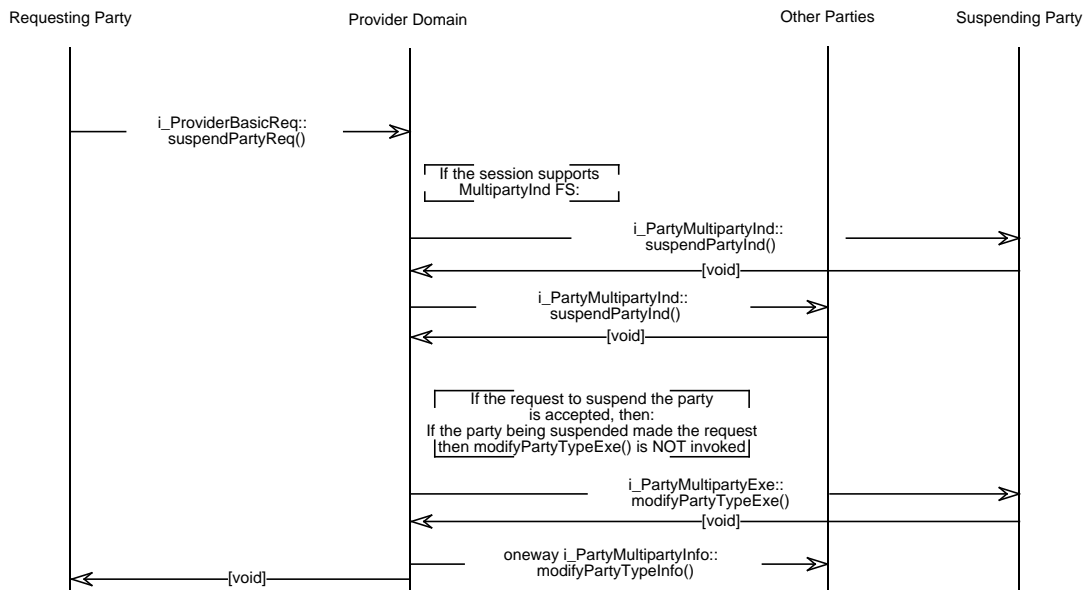 Requesting Party
Provider Domain
Other Parties
Suspending Party
i_ProviderBasicReq::
suspendPartyReq()
If the session supports
MultipartyInd FS:
i_PartyMultipartyInd::
suspendPartyInd()
[void]
i_PartyMultipartyInd::
suspendPartyInd()
[void]
If the request to suspend the party
is accepted, then:
If the party being suspended made the request
then modifyPartyTypeExe() is NOT invoked
i_PartyMultipartyExe::
modifyPartyTypeExe()
[void]
oneway i_PartyMultipartyInfo::
modifyPartyTypeInfo()
[void]